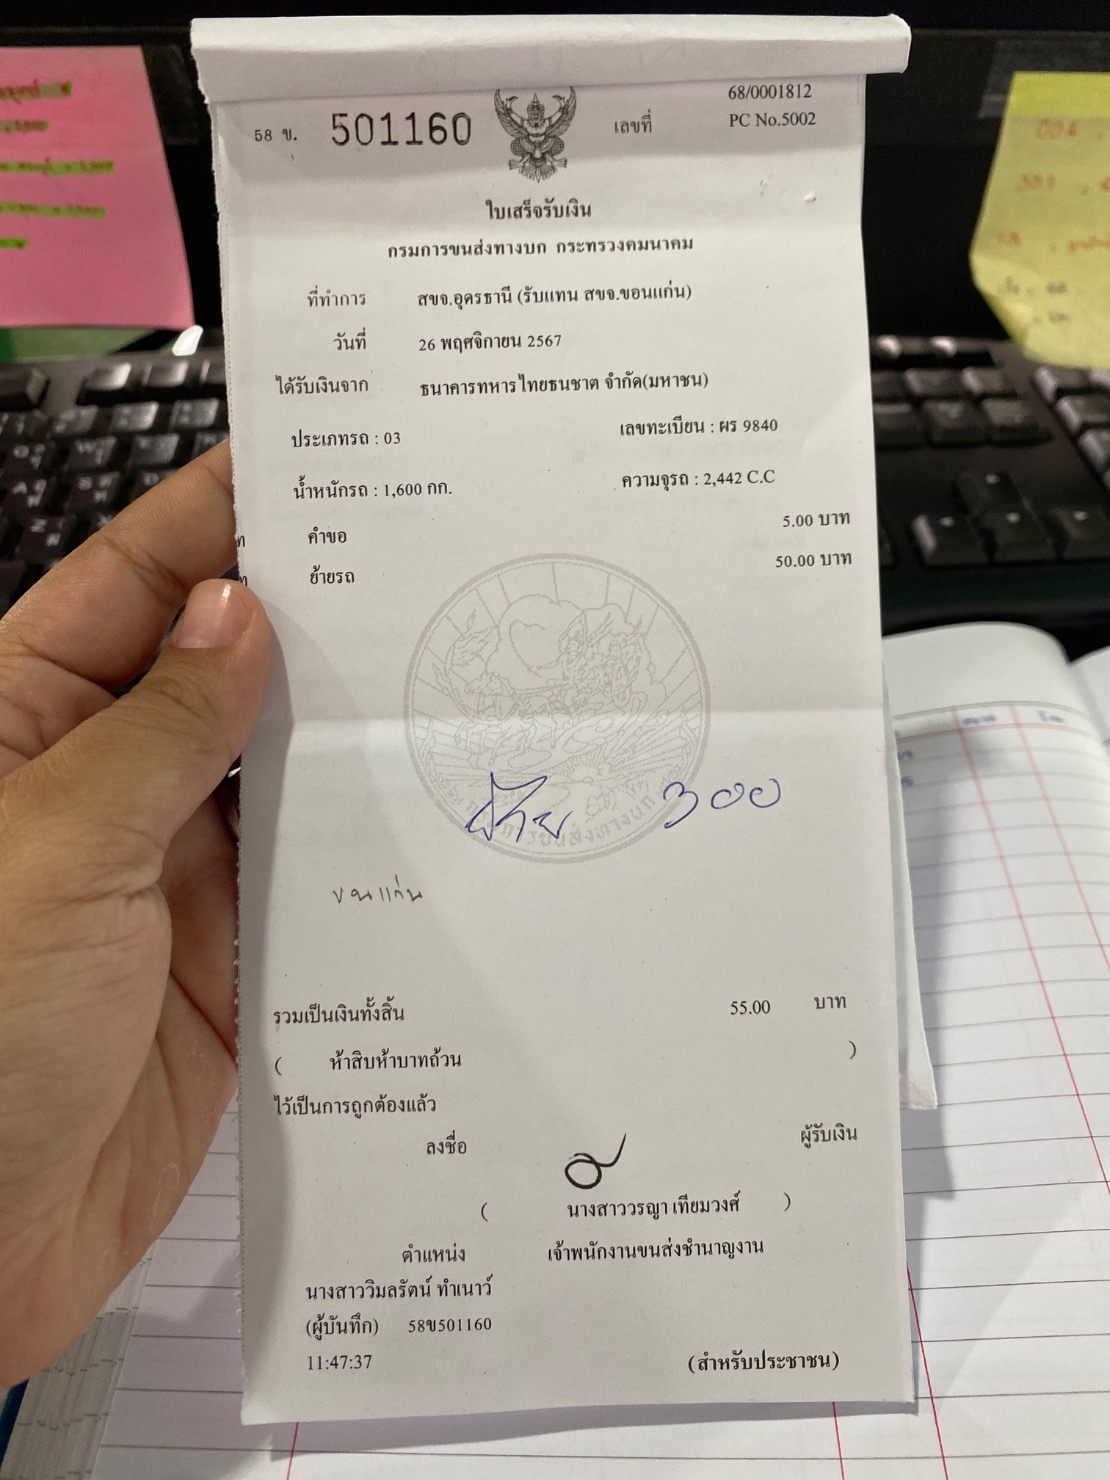 58 ข. 501160 เลขที่ 68/0001812
PC No.5002
ใบเสร็จรับเงิน
กรมการขนส่งทางบก กระทรวงคมนาคม
ที่ทำการ สขจ.อุดรธานี (รับแทน สขจ.ขอนแก่น)
วันที่ 26 พฤศจิกายน 2567
ได้รับเงินจาก ธนาคารทหารไทยธนชาต จำกัด(มหาชน)
ประเภทรถ : 03 เลขทะเบียน : ผร 9840
น้ำหนักรถ : 1,600 กก. ความจุรถ : 2,442 C.C
คำขอ 5.00 บาท
ย้ายรถ 50.00 บาท
กรมการขนส่งทางบก
300
ขอนแก่น
รวมเป็นเงินทั้งสิ้น 55.00 บาท
( ห้าสิบห้าบาทถ้วน )
ไว้เป็นการถูกต้องแล้ว
ลงชื่อ ผู้รับเงิน
( นางสาววรญา เทียมวงศ์ )
ตำแหน่ง เจ้าพนักงานขนส่งชำนาญงาน
นางสาววิมลรัตน์ ทำเนาว์
(ผู้บันทึก) 58ข501160
11:47:37 (สำหรับประชาชน)